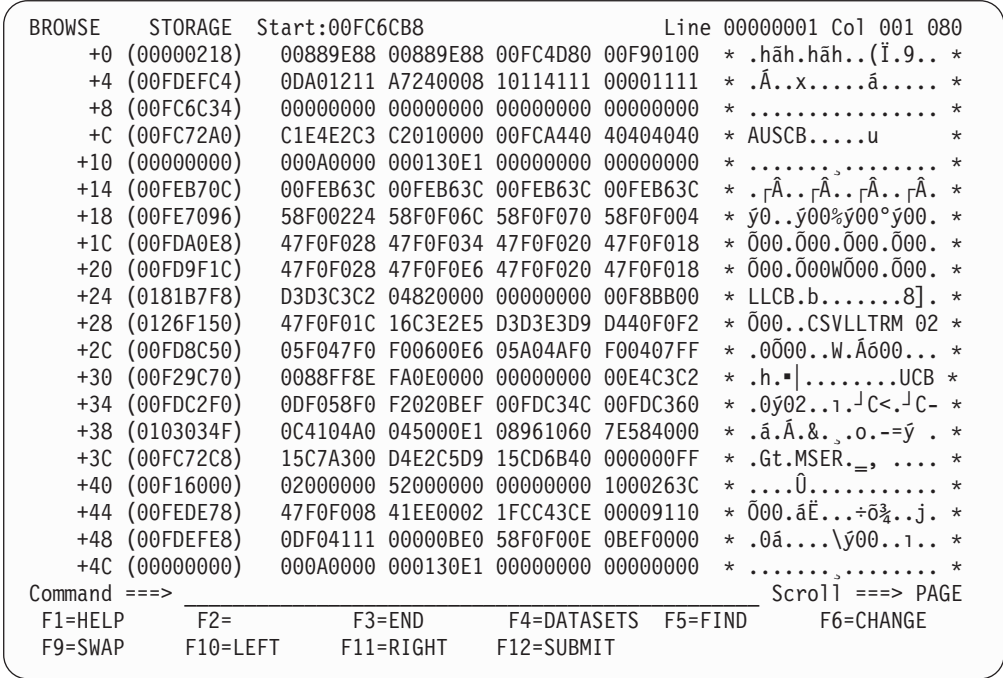 BROWSE    STORAGE  Start:00FC6CB8                 Line 00000001 Col 001 080
+0 (00000218)   00889E88 00889E88 00FC4D80 00F90100  * .hãh.hãh..(Ï.9.. *
+4 (00FDEFC4)   0DA01211 A7240008 10114111 00001111  * .Á..x.....á..... *
+8 (00FC6C34)   00000000 00000000 00000000 00000000  * ................ *
+C (00FC72A0)   C1E4E2C3 C2010000 00FCA440 40404040  * AUSCB.....u      *
+10 (00000000)   000A0000 000130E1 00000000 00000000  * .......¸........ *
+14 (00FEB70C)   00FEB63C 00FEB63C 00FEB63C 00FEB63C  * .┌Â..┌Â..┌Â..┌Â. *
+18 (00FE7096)   58F00224 58F0F06C 58F0F070 58F0F004  * ý0..ý00%ý00°ý00. *
+1C (00FDA0E8)   47F0F028 47F0F034 47F0F020 47F0F018  * Õ00.Õ00.Õ00.Õ00. *
+20 (00FD9F1C)   47F0F028 47F0F0E6 47F0F020 47F0F018  * Õ00.Õ00WÕ00.Õ00. *
+24 (0181B7F8)   D3D3C3C2 04820000 00000000 00F8BB00  * LLCB.b.......8]. *
+28 (0126F150)   47F0F01C 16C3E2E5 D3D3E3D9 D440F0F2  * Õ00..CSVLLTRM 02 *
+2C (00FD8C50)   05F047F0 F00600E6 05A04AF0 F00407FF  * .0Õ00..W.Áó00... *
+30 (00F29C70)   0088FF8E FA0E0000 00000000 00E4C3C2  * .h.▪│........UCB *
+34 (00FDC2F0)   0DF058F0 F2020BEF 00FDC34C 00FDC360  * .0ý02..ı.┘C<.┘C- *
+38 (0103034F)   0C4104A0 045000E1 08961060 7E584000  * .á.Á.&.¸.o.-=ý . *
+3C (00FC72C8)   15C7A300 D4E2C5D9 15CD6B40 000000FF  * .Gt.MSER.‗, .... *
+40 (00F16000)   02000000 52000000 00000000 1000263C  * ....Û........... *
+44 (00FEDE78)   47F0F008 41EE0002 1FCC43CE 00009110  * Õ00.áË...÷õ¾..j. *
+48 (00FDEFE8)   0DF04111 00000BE0 58F0F00E 0BEF0000  * .0á....\ý00..ı.. *
+4C (00000000)   000A0000 000130E1 00000000 00000000  * .......¸........ *
Command ===>                                          Scroll ===> PAGE
F1=HELP      F2=          F3=END       F4=DATASETS  F5=FIND      F6=CHANGE
F9=SWAP     F10=LEFT     F11=RIGHT    F12=SUBMIT